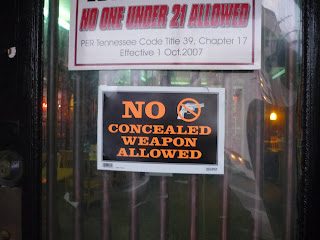 NO ONE UNDER 21 ALLOWED
PER Tennessee Code Title 39, Chapter 17
Effective 1 Oct.2007
NO
CONCEALED
WEAPON
ALLOWED